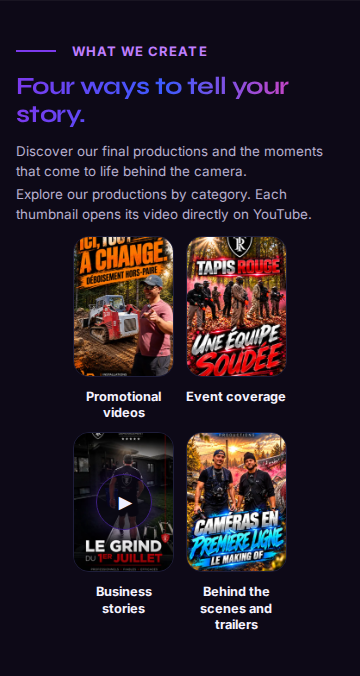 WHAT WE CREATE
Four ways to tell your
story.
Discover our final productions and the moments
that come to life behind the camera.
Explore our productions by category. Each
thumbnail opens its video directly on YouTube.
ICI, TOUT
A CHANGÉ.
DÉBOISEMENT HORS-PAIRE
TAPIS ROUGE
UNE ÉQUIPE
SOUDÉE
Promotional
videos
Event coverage
LE GRIND
DU 1ER JUILLET
CAMÉRAS EN
PREMIÈRE LIGNE
LE MAKING OF
Business
stories
Behind the
scenes and
trailers